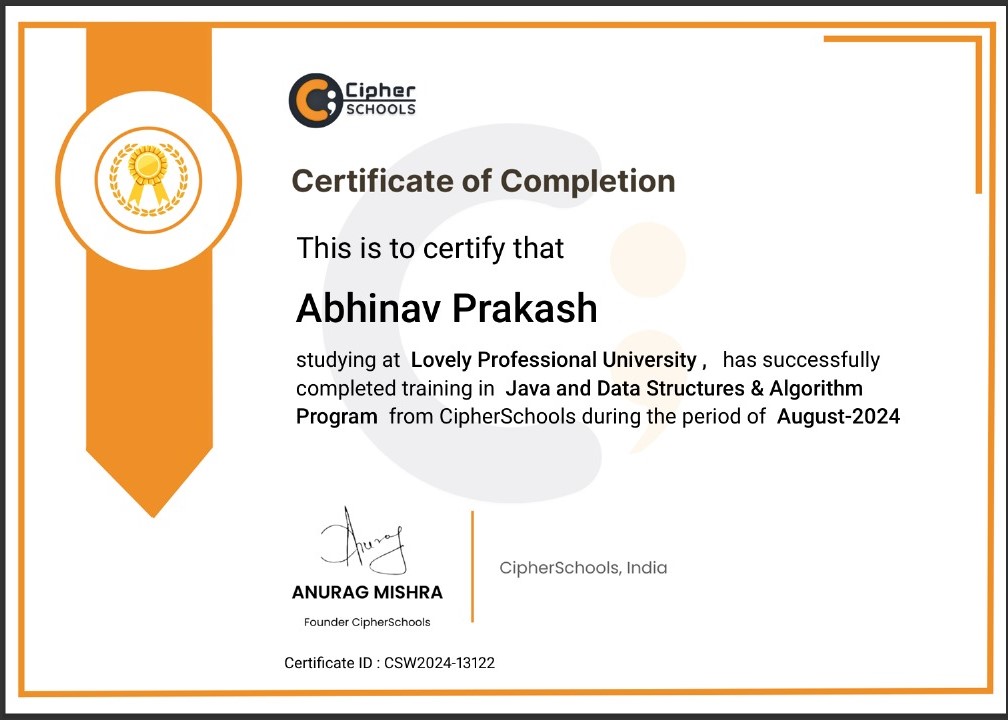 Cipher
SCHOOLS
Certificate of Completion
This is to certify that
Abhinav Prakash
studying at Lovely Professional University , has successfully
completed training in Java and Data Structures & Algorithm
Program from CipherSchools during the period of August-2024
Anurag
ANURAG MISHRA
Founder CipherSchools
CipherSchools, India
Certificate ID : CSW2024-13122